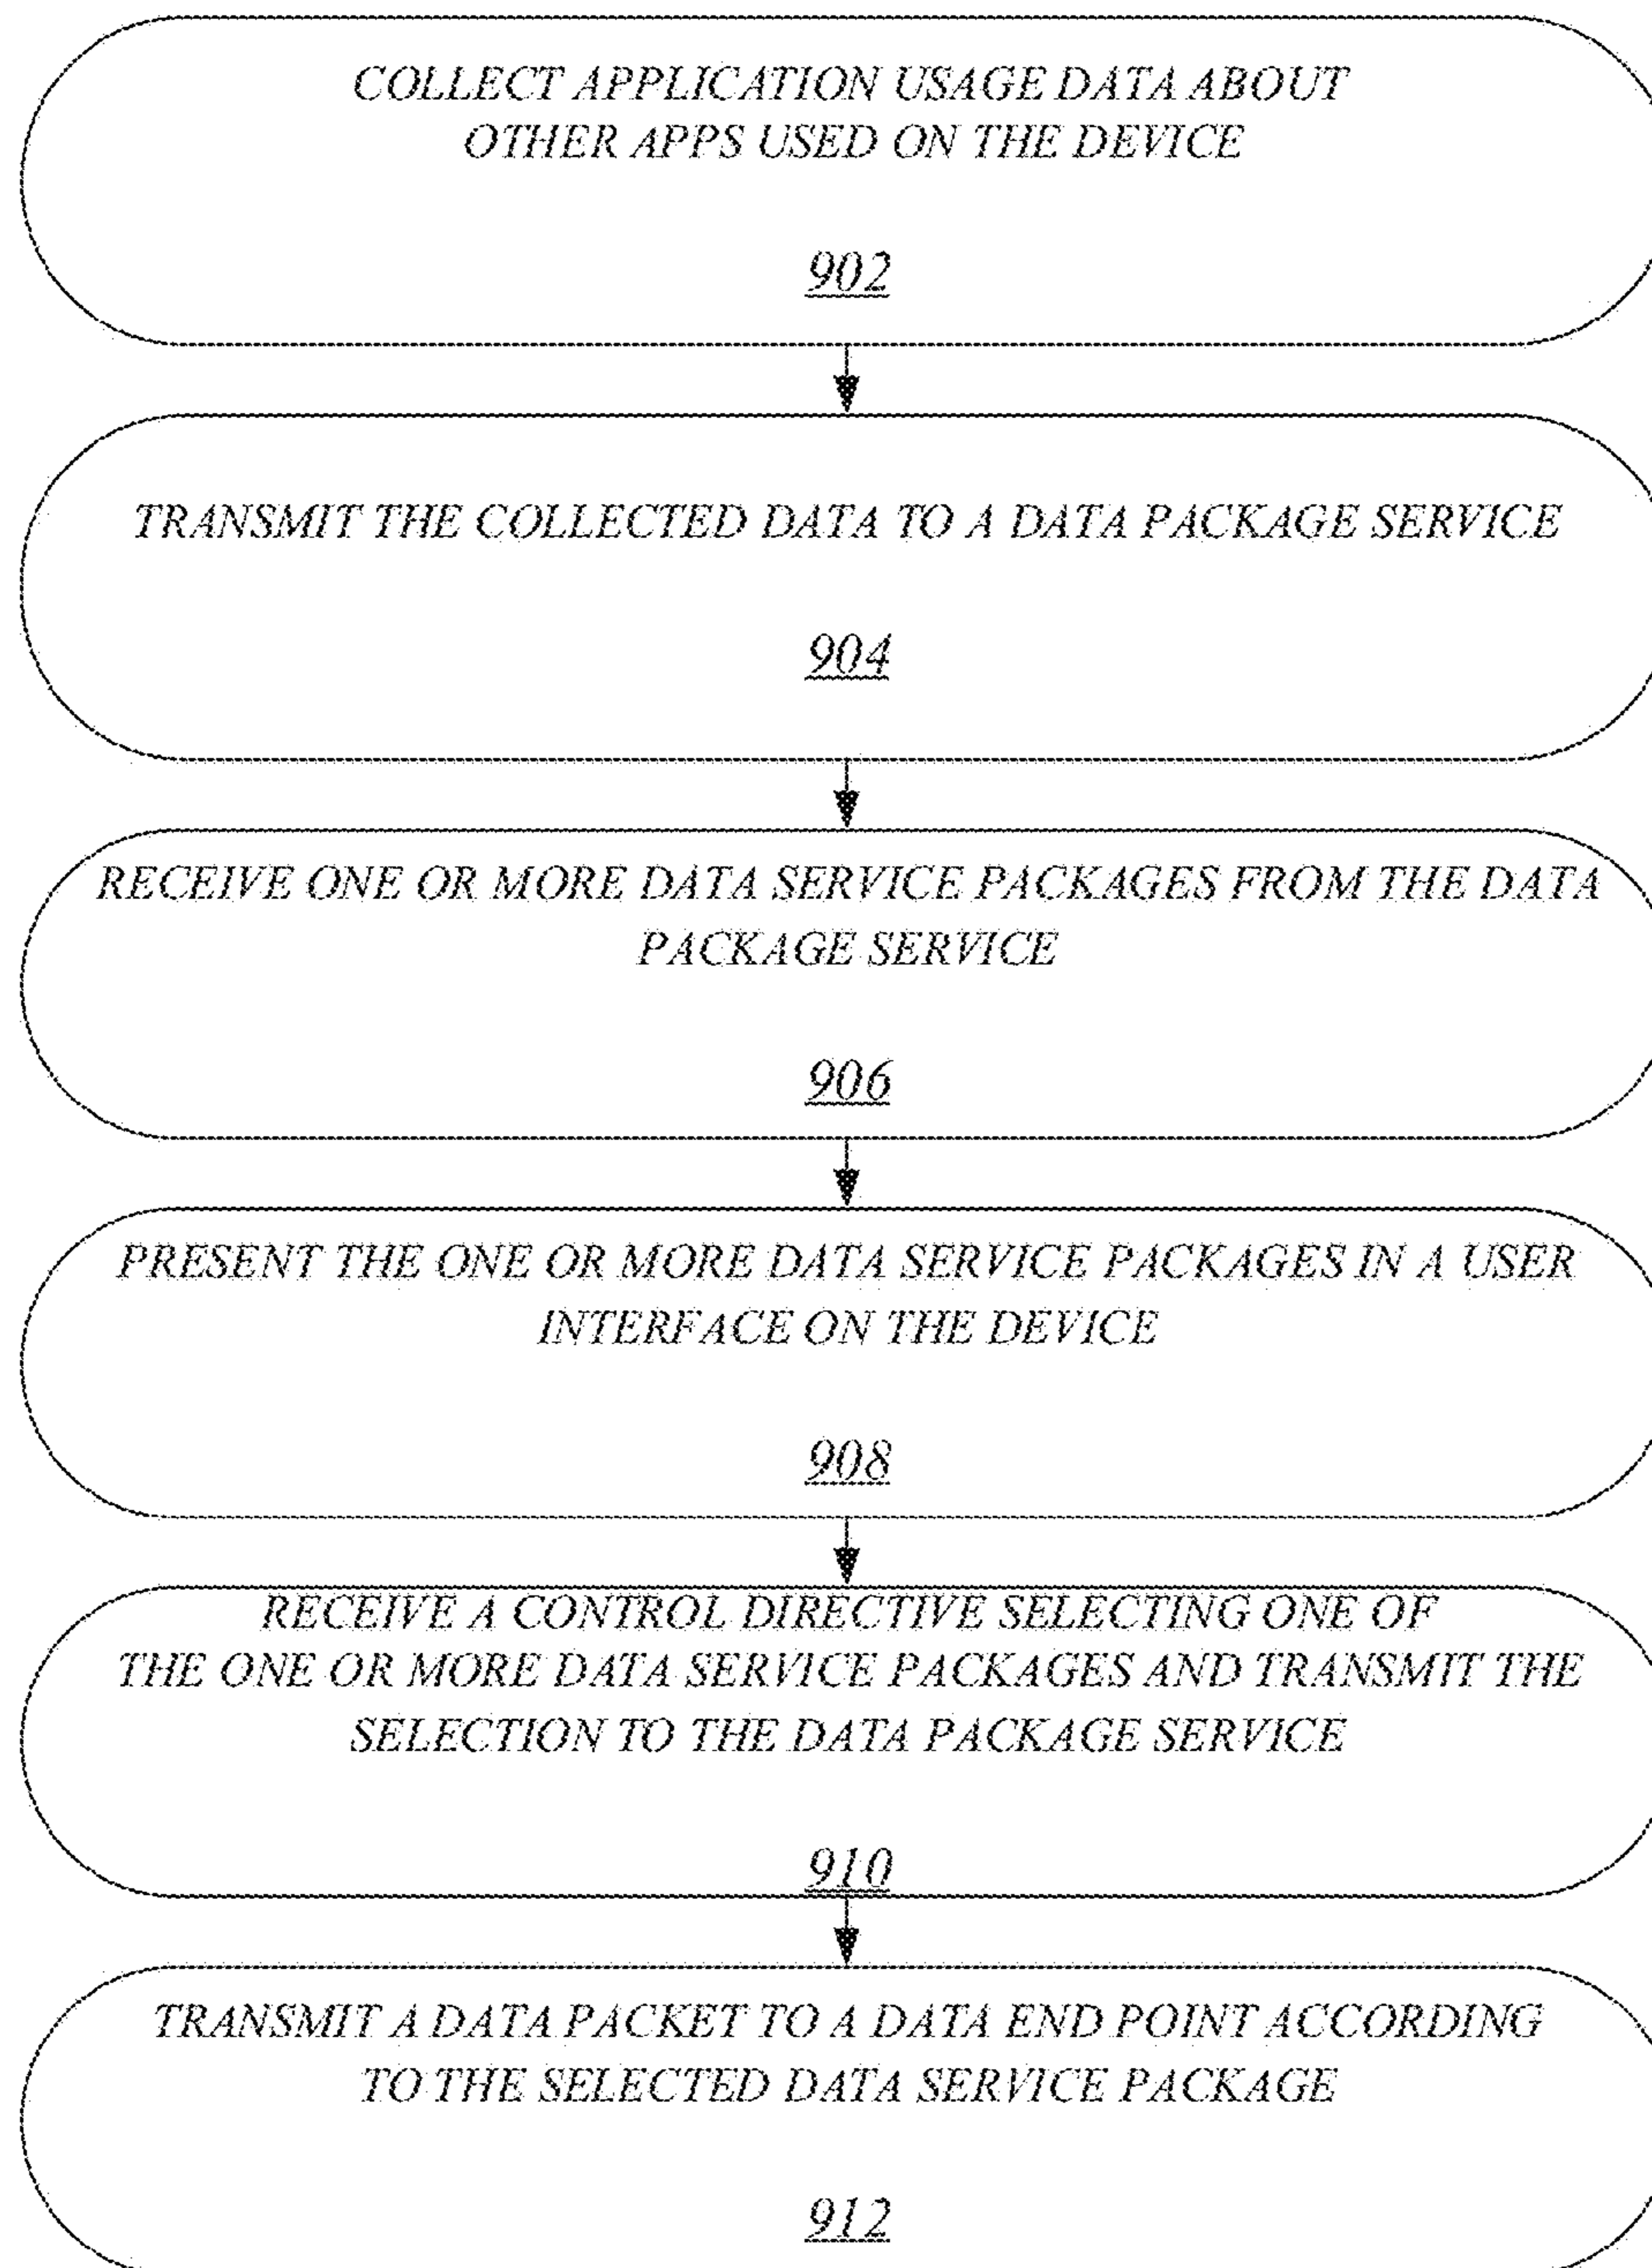 COLLECT APPLICATION USAGE DATA ABOUT
OTHER APPS USED ON THE DEVICE
902
TRANSMIT THE COLLECTED DATA TO A DATA PACKAGE SERVICE
904
RECEIVE ONE OR MORE DATA SERVICE PACKAGES FROM THE DATA
PACKAGE SERVICE
906
PRESENT THE ONE OR MORE DATA SERVICE PACKAGES IN A USER
INTERFACE ON THE DEVICE
908
RECEIVE A CONTROL DIRECTIVE SELECTING ONE OF
THE ONE OR MORE DATA SERVICE PACKAGES AND TRANSMIT THE
SELECTION TO THE DATA PACKAGE SERVICE
910
TRANSMIT A DATA PACKET TO A DATA END POINT ACCORDING
TO THE SELECTED DATA SERVICE PACKAGE
912